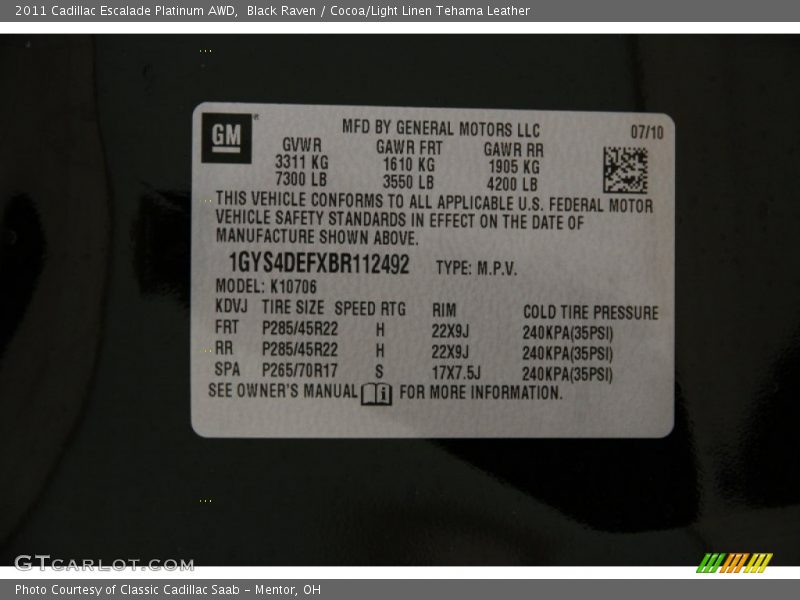 2011 Cadillac Escalade Platinum AWD, Black Raven / Cocoa/Light Linen Tehama Leather
GM®
MFD BY GENERAL MOTORS LLC 07/10
GVWR GAWR FRT GAWR RR
3311 KG 1610 KG 1905 KG
7300 LB 3550 LB 4200 LB
THIS VEHICLE CONFORMS TO ALL APPLICABLE U.S. FEDERAL MOTOR
VEHICLE SAFETY STANDARDS IN EFFECT ON THE DATE OF
MANUFACTURE SHOWN ABOVE.
1GYS4DEFXBR112492 TYPE: M.P.V.
MODEL: K10706
KDVJ TIRE SIZE SPEED RTG RIM COLD TIRE PRESSURE
FRT P285/45R22 H 22X9J 240KPA(35PSI)
RR P285/45R22 H 22X9J 240KPA(35PSI)
SPA P265/70R17 S 17X7.5J 240KPA(35PSI)
SEE OWNER'S MANUAL i FOR MORE INFORMATION.
GTCARLOT.COM
Photo Courtesy of Classic Cadillac Saab - Mentor, OH